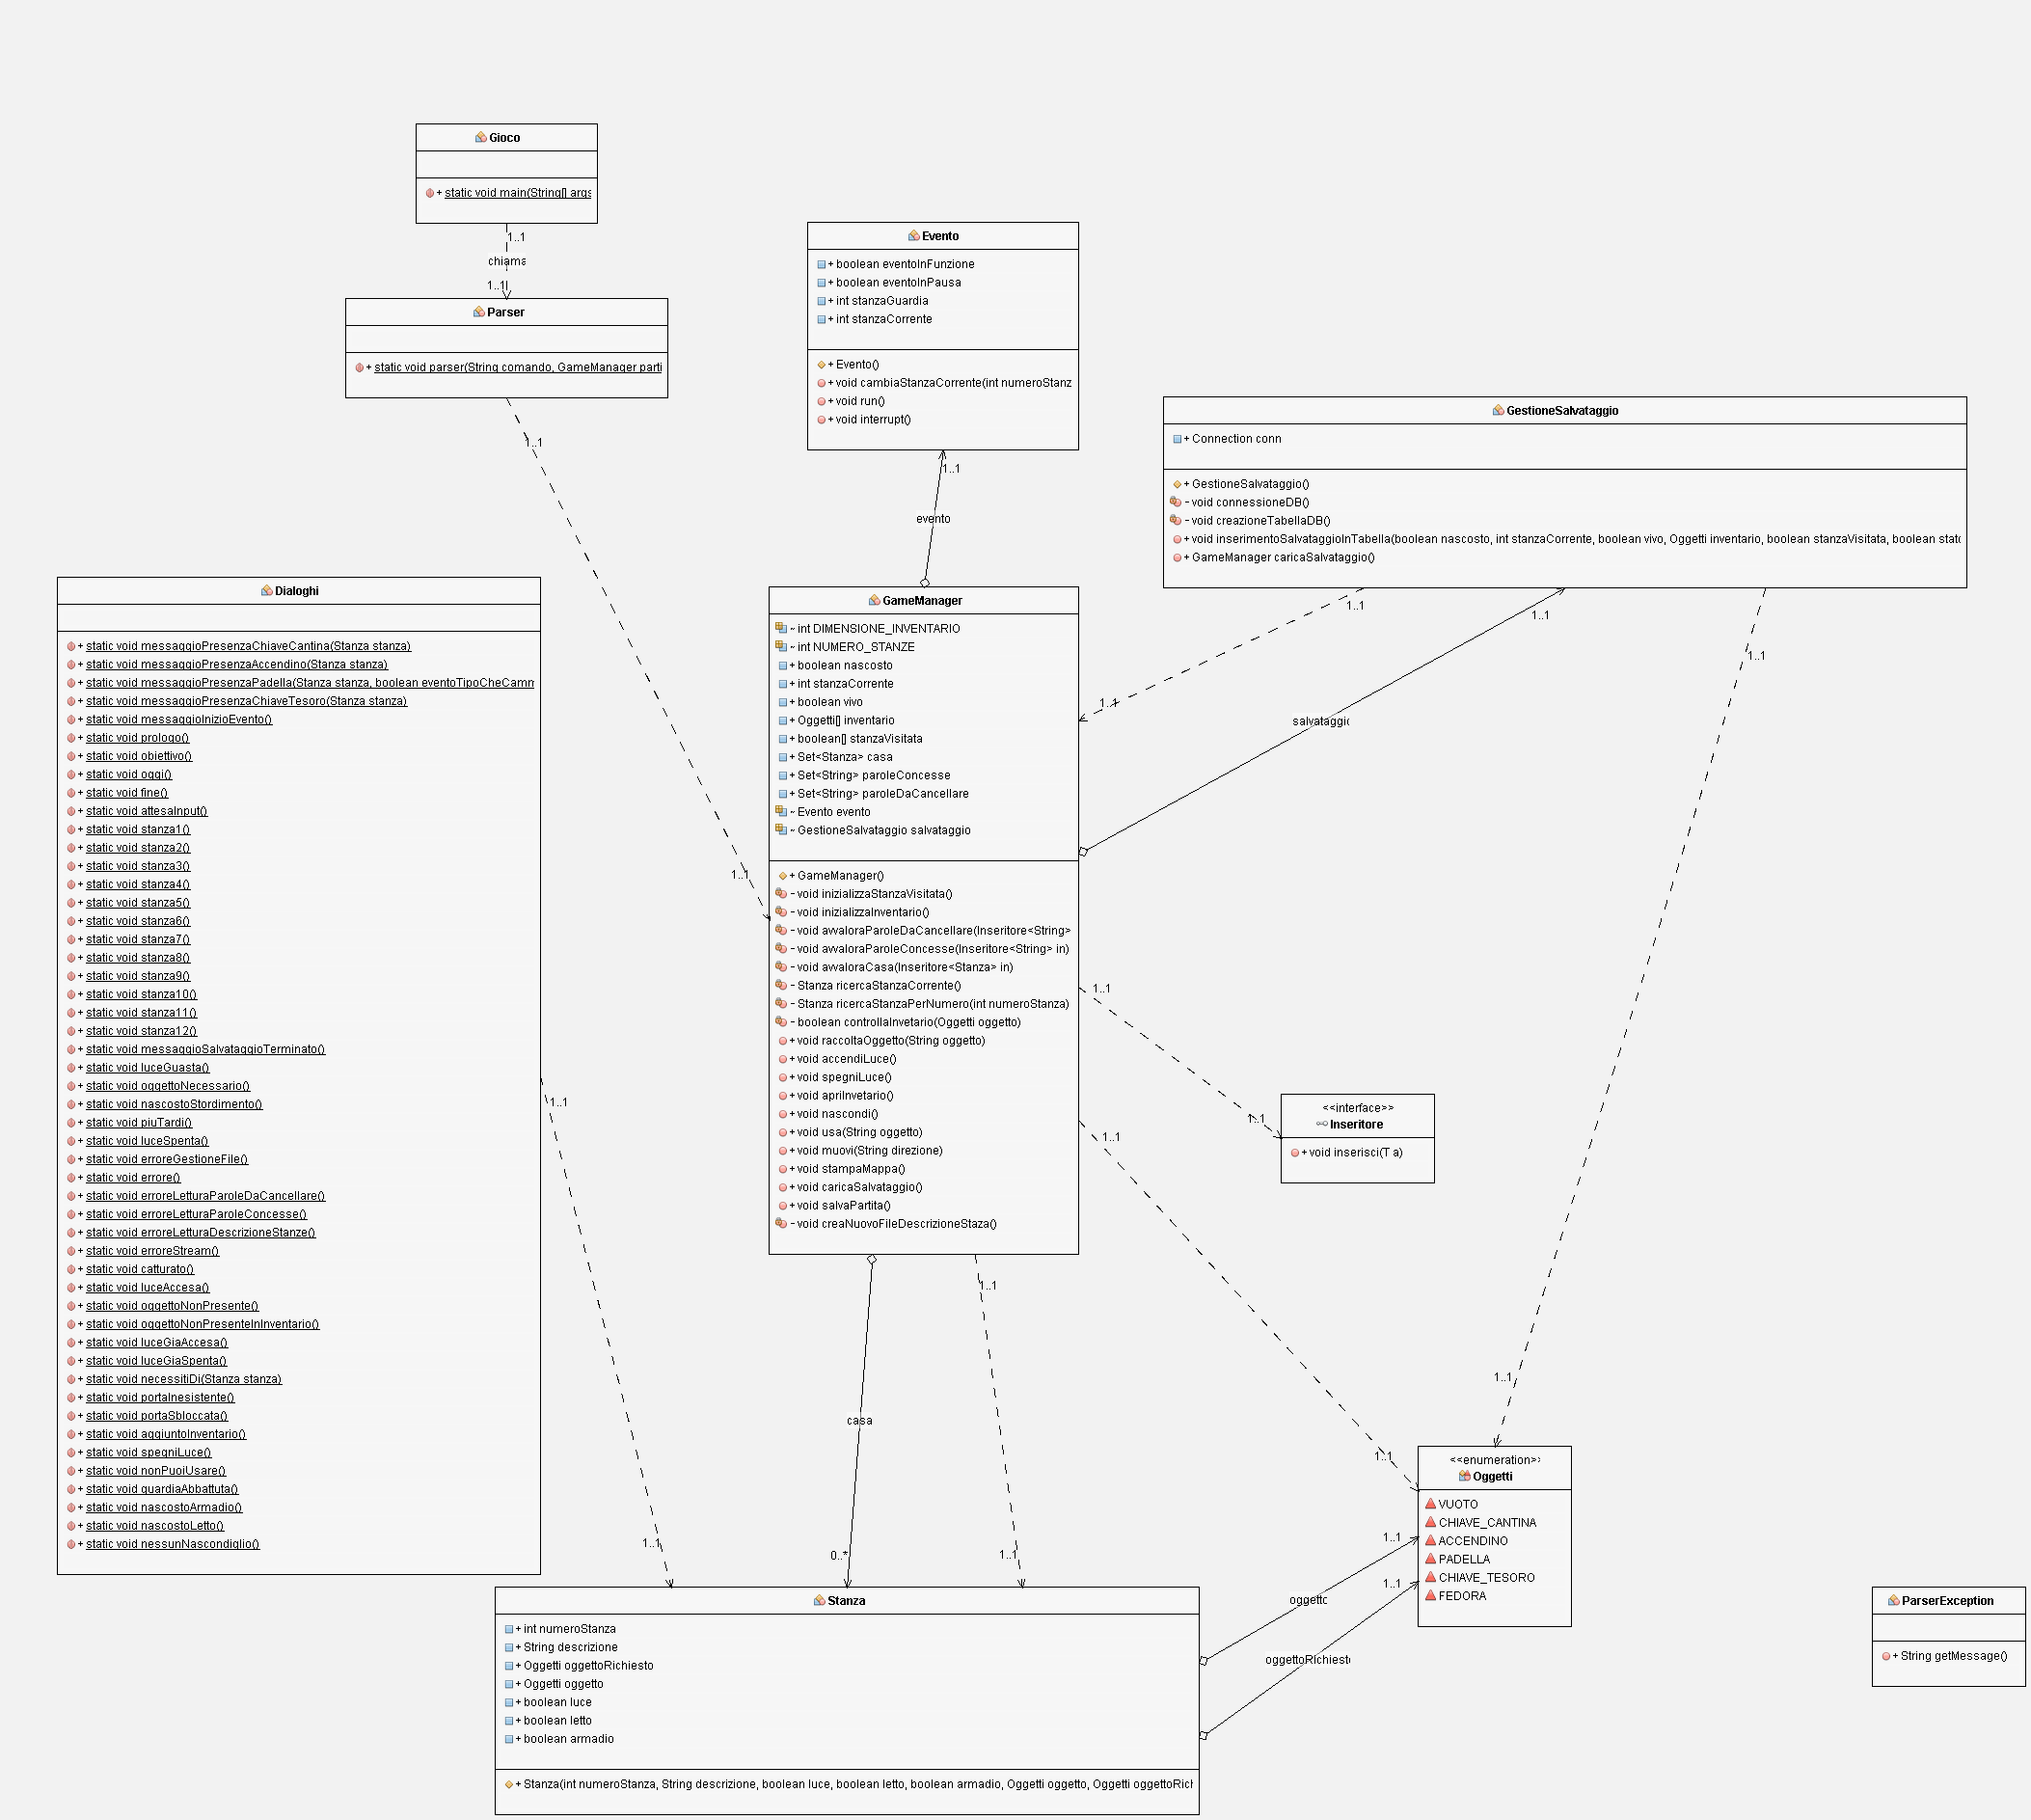 Gioco
+ static void main(String[] args
1..1
chiama
1..1
Parser
+ static void parser(String comando, GameManager parti
1..1
1..1
Evento
+ boolean eventoInFunzione
+ boolean eventoInPausa
+ int stanzaGuardia
+ int stanzaCorrente
+ Evento()
+ void cambiaStanzaCorrente(int numeroStanz
+ void run()
+ void interrupt()
1..1
evento
GestioneSalvataggio
+ Connection conn
+ GestioneSalvataggio()
- void connessioneDB()
- void creazioneTabellaDB()
+ void inserimentoSalvataggioInTabella(boolean nascosto, int stanzaCorrente, boolean vivo, Oggetti inventario, boolean stanzaVisitata, boolean stato
+ GameManager caricaSalvataggio()
1..1
1..1
1..1
salvataggio
1..1
1..1
Dialoghi
+ static void messaggioPresenzaChiaveCantina(Stanza stanza)
+ static void messaggioPresenzaAccendino(Stanza stanza)
+ static void messaggioPresenzaPadella(Stanza stanza, boolean eventoTipoCheCamm
+ static void messaggioPresenzaChiaveTesoro(Stanza stanza)
+ static void messaggioInizioEvento()
+ static void prologo()
+ static void obiettivo()
+ static void oggi()
+ static void fine()
+ static void attesaInput()
+ static void stanza1()
+ static void stanza2()
+ static void stanza3()
+ static void stanza4()
+ static void stanza5()
+ static void stanza6()
+ static void stanza7()
+ static void stanza8()
+ static void stanza9()
+ static void stanza10()
+ static void stanza11()
+ static void stanza12()
+ static void messaggioSalvataggioTerminato()
+ static void luceGuasta()
+ static void oggettoNecessario()
+ static void nascostoStordimento()
+ static void piuTardi()
+ static void luceSpenta()
+ static void erroreGestioneFile()
+ static void errore()
+ static void erroreLetturaParoleDaCancellare()
+ static void erroreLetturaParoleConcesse()
+ static void erroreLetturaDescrizioneStanze()
+ static void erroreStream()
+ static void catturato()
+ static void luceAccesa()
+ static void oggettoNonPresente()
+ static void oggettoNonPresenteInInventario()
+ static void luceGiaAccesa()
+ static void luceGiaSpenta()
+ static void necessitiDi(Stanza stanza)
+ static void portaInesistente()
+ static void portaSbloccata()
+ static void aggiuntoInventario()
+ static void spegniLuce()
+ static void nonPuoiUsare()
+ static void guardiaAbbattuta()
+ static void nascostoArmadio()
+ static void nascostoLetto()
+ static void nessunNascondiglio()
1..1
1..1
GameManager
~ int DIMENSIONE_INVENTARIO
~ int NUMERO_STANZE
+ boolean nascosto
+ int stanzaCorrente
+ boolean vivo
+ Oggetti[] inventario
+ boolean[] stanzaVisitata
+ Set<Stanza> casa
+ Set<String> paroleConcesse
+ Set<String> paroleDaCancellare
~ Evento evento
~ GestioneSalvataggio salvataggio
+ GameManager()
- void inizializzaStanzaVisitata()
- void inizializzaInventario()
- void avvaloraParoleDaCancellare(Inseritore<String>
- void avvaloraParoleConcesse(Inseritore<String> in)
- void avvaloraCasa(Inseritore<Stanza> in)
- Stanza ricercaStanzaCorrente()
- Stanza ricercaStanzaPerNumero(int numeroStanza)
- boolean controllaInvetario(Oggetti oggetto)
+ void raccoltaOggetto(String oggetto)
+ void accendiLuce()
+ void spegniLuce()
+ void apriInvetario()
+ void nascondi()
+ void usa(String oggetto)
+ void muovi(String direzione)
+ void stampaMappa()
+ void caricaSalvataggio()
+ void salvaPartita()
- void creaNuovoFileDescrizioneStaza()
1..1
1..1
<<interface>>
Inseritore
+ void inserisci(T a)
1..1
1..1
casa
0..*
1..1
1..1
<<enumeration>>
Oggetti
VUOTO
CHIAVE_CANTINA
ACCENDINO
PADELLA
CHIAVE_TESORO
FEDORA
1..1
1..1
oggetto
oggettoRichiesto
Stanza
+ int numeroStanza
+ String descrizione
+ Oggetti oggettoRichiesto
+ Oggetti oggetto
+ boolean luce
+ boolean letto
+ boolean armadio
+ Stanza(int numeroStanza, String descrizione, boolean luce, boolean letto, boolean armadio, Oggetti oggetto, Oggetti oggettoRich
ParserException
+ String getMessage()